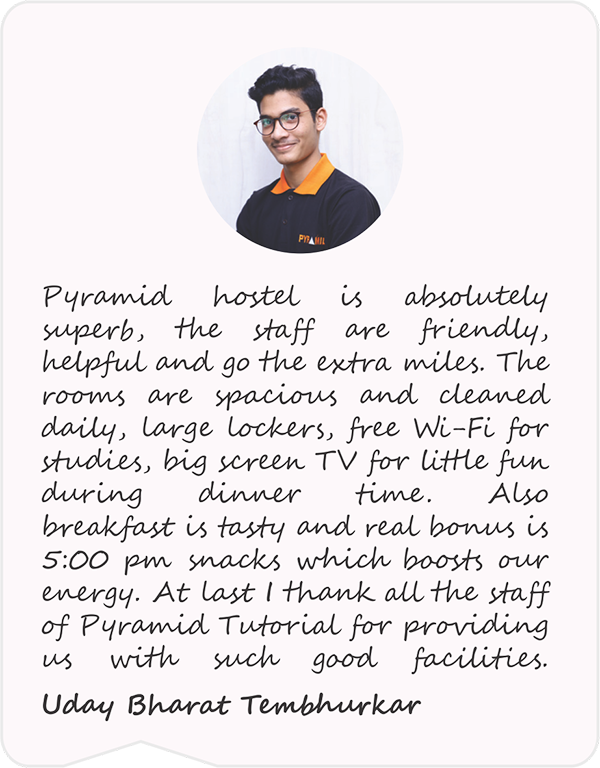 PYRAMID
Pyramid hostel is absolutely
superb, the staff are friendly,
helpful and go the extra miles. The
rooms are spacious and cleaned
daily, large lockers, free Wi-Fi for
studies, big screen TV for little fun
during dinner time. Also
breakfast is tasty and real bonus is
5:00 pm snacks which boosts our
energy. At last I thank all the staff
of Pyramid Tutorial for providing
us with such good facilities.
Uday Bharat Tembhurkar